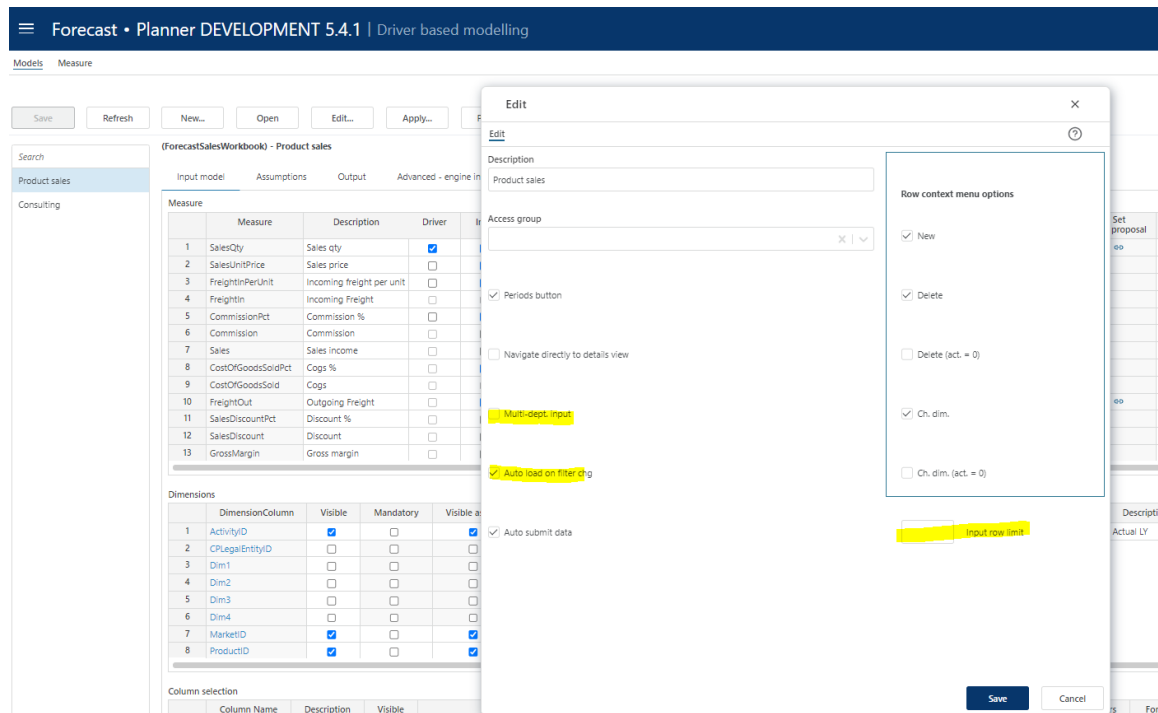 Forecast • Planner DEVELOPMENT 5.4.1 | Driver based modelling
Models Measure
Save Refresh New... Open Edit... Apply...
Search
Product sales
Consulting
(ForecastSalesWorkbook) - Product sales
Input model Assumptions Output Advanced - engine in
Measure
Measure Description Driver
1 SalesQty Sales qty
2 SalesUnitPrice Sales price
3 FreightInPerUnit Incoming freight per unit
4 FreightIn Incoming Freight
5 CommissionPct Commission %
6 Commission Commission
7 Sales Sales income
8 CostOfGoodsSoldPct Cogs %
9 CostOfGoodsSold Cogs
10 FreightOut Outgoing Freight
11 SalesDiscountPct Discount %
12 SalesDiscount Discount
13 GrossMargin Gross margin
Set
proposal
Dimensions
DimensionColumn Visible Mandatory Visible as
1 ActivityID
2 CPLegalEntityID
3 Dim1
4 Dim2
5 Dim3
6 Dim4
7 MarketID
8 ProductID
Descripti
Actual LY
Column selection
Column Name Description Visible
rs For
Edit
Edit
Description
Product sales
Access group
Periods button
Navigate directly to details view
Multi-dept. input
Auto load on filter chg
Auto submit data
Row context menu options
New
Delete
Delete (act. = 0)
Ch. dim.
Ch. dim. (act. = 0)
Input row limit
Save Cancel